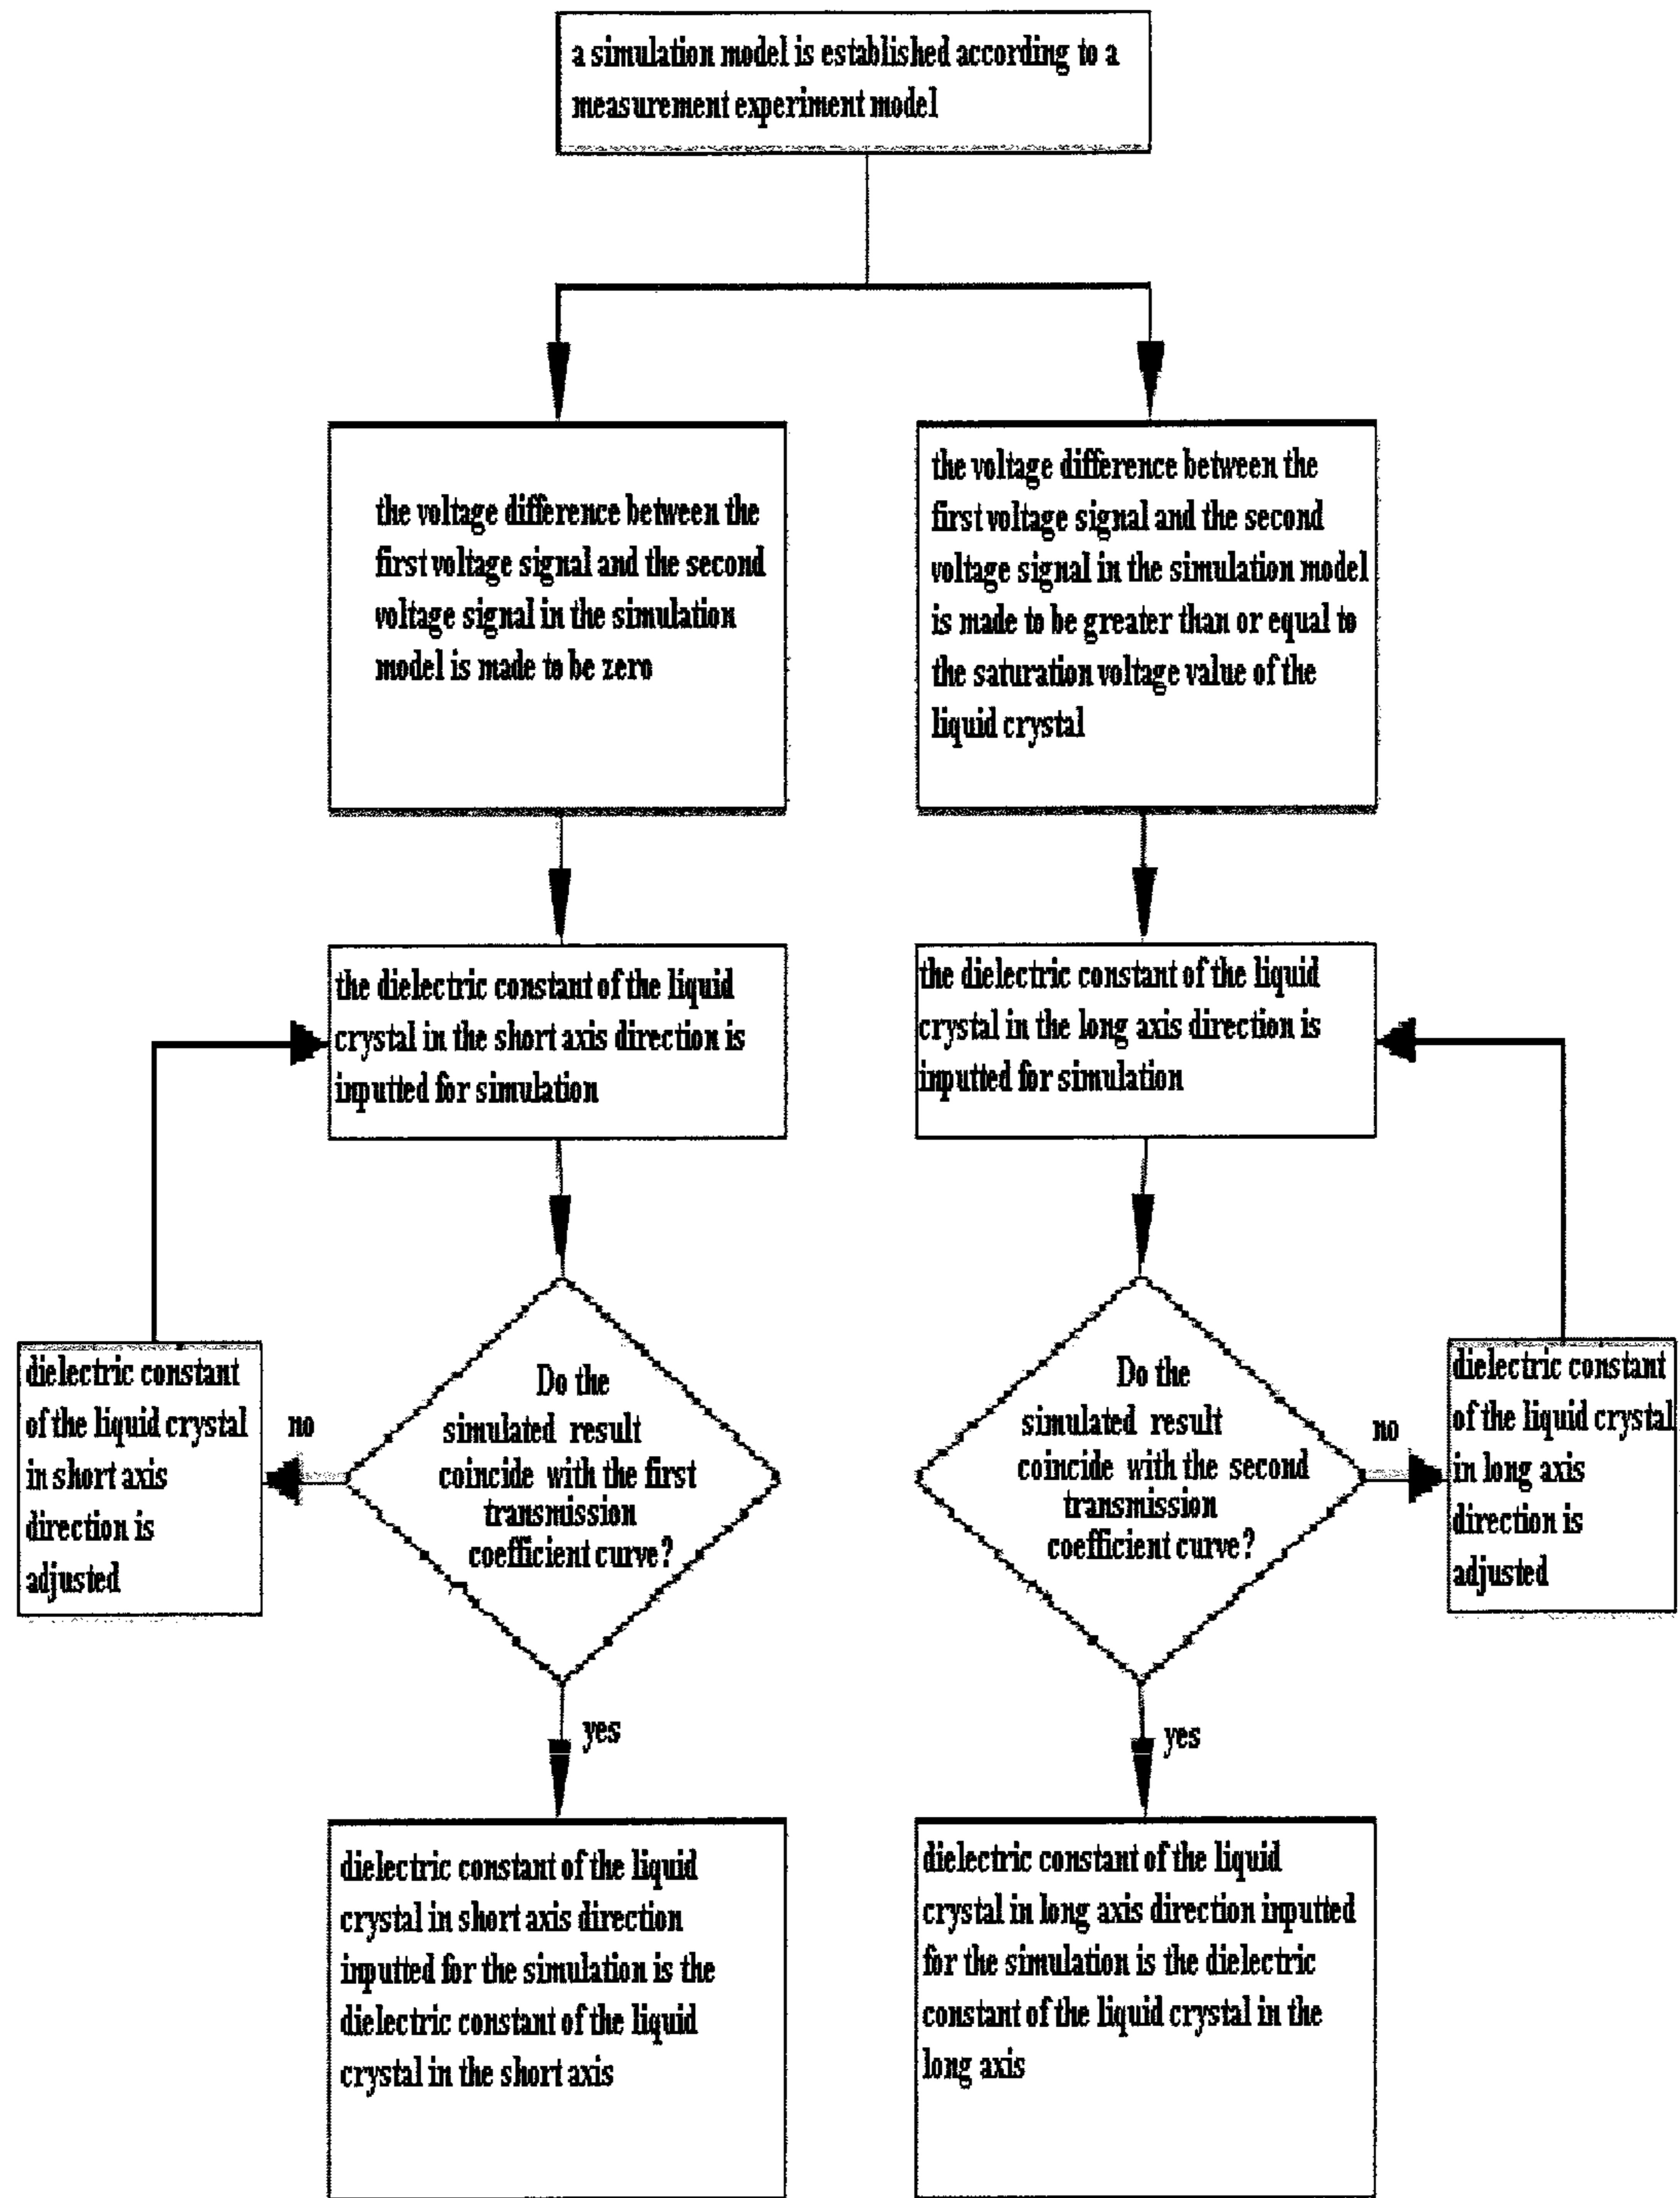 a simulation model is established according to a
measurement experiment model
the voltage difference between the
first voltage signal and the second
voltage signal in the simulation
model is made to be zero
the voltage difference between the
first voltage signal and the second
voltage signal in the simulation model
is made to be greater than or equal to
the saturation voltage value of the
liquid crystal
the dielectric constant of the liquid
crystal in the short axis direction is
inputted for simulation
the dielectric constant of the liquid
crystal in the long axis direction is
inputted for simulation
dielectric constant
of the liquid crystal
in short axis
direction is
adjusted
no
Do the
simulated result
coincide with the first
transmission
coefficient curve?
Do the
simulated result
coincide with the second
transmission
coefficient curve?
no
dielectric constant
of the liquid crystal
in long axis
direction is
adjusted
yes
yes
dielectric constant of the liquid
crystal in short axis direction
inputted for the simulation is the
dielectric constant of the liquid
crystal in the short axis
dielectric constant of the liquid
crystal in long axis direction inputted
for the simulation is the dielectric
constant of the liquid crystal in the
long axis